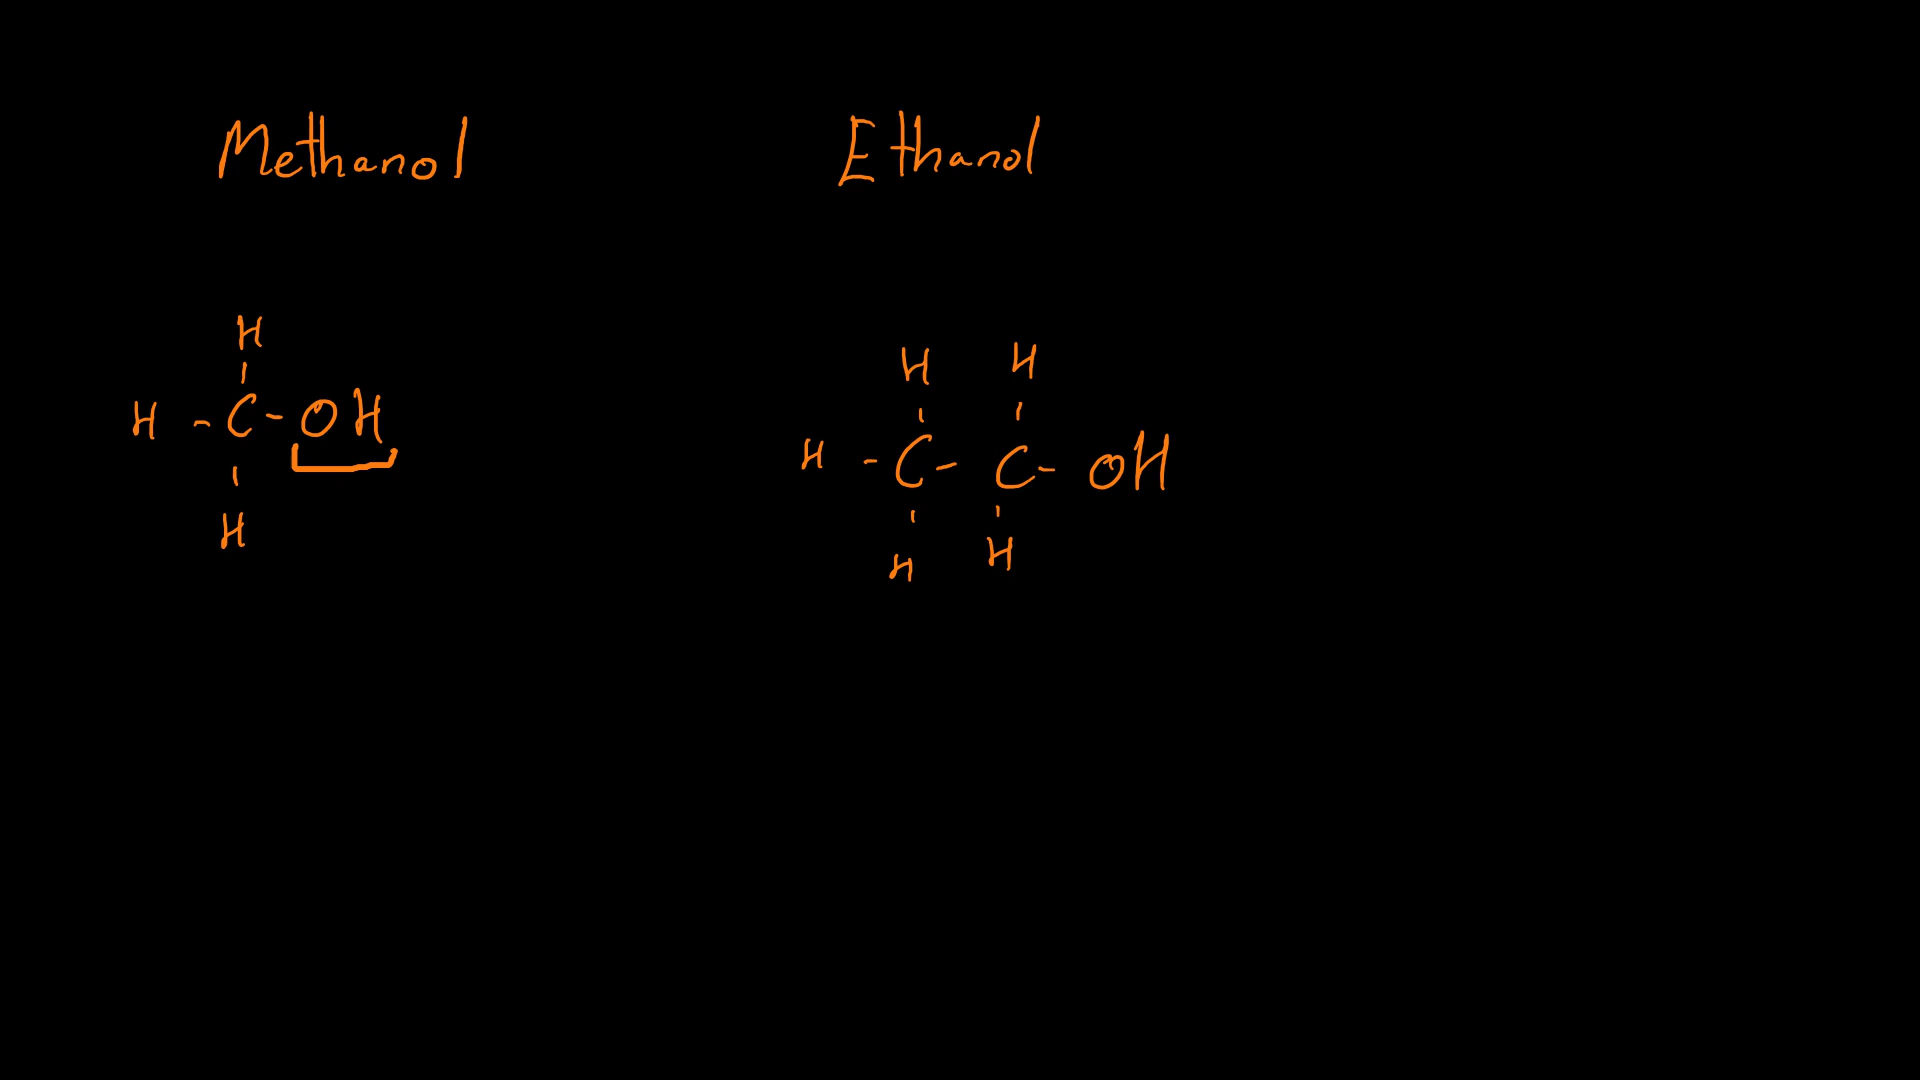 Methanol
Ethanol
H
H - C - OH
H
H H
H - C - C - OH
H H